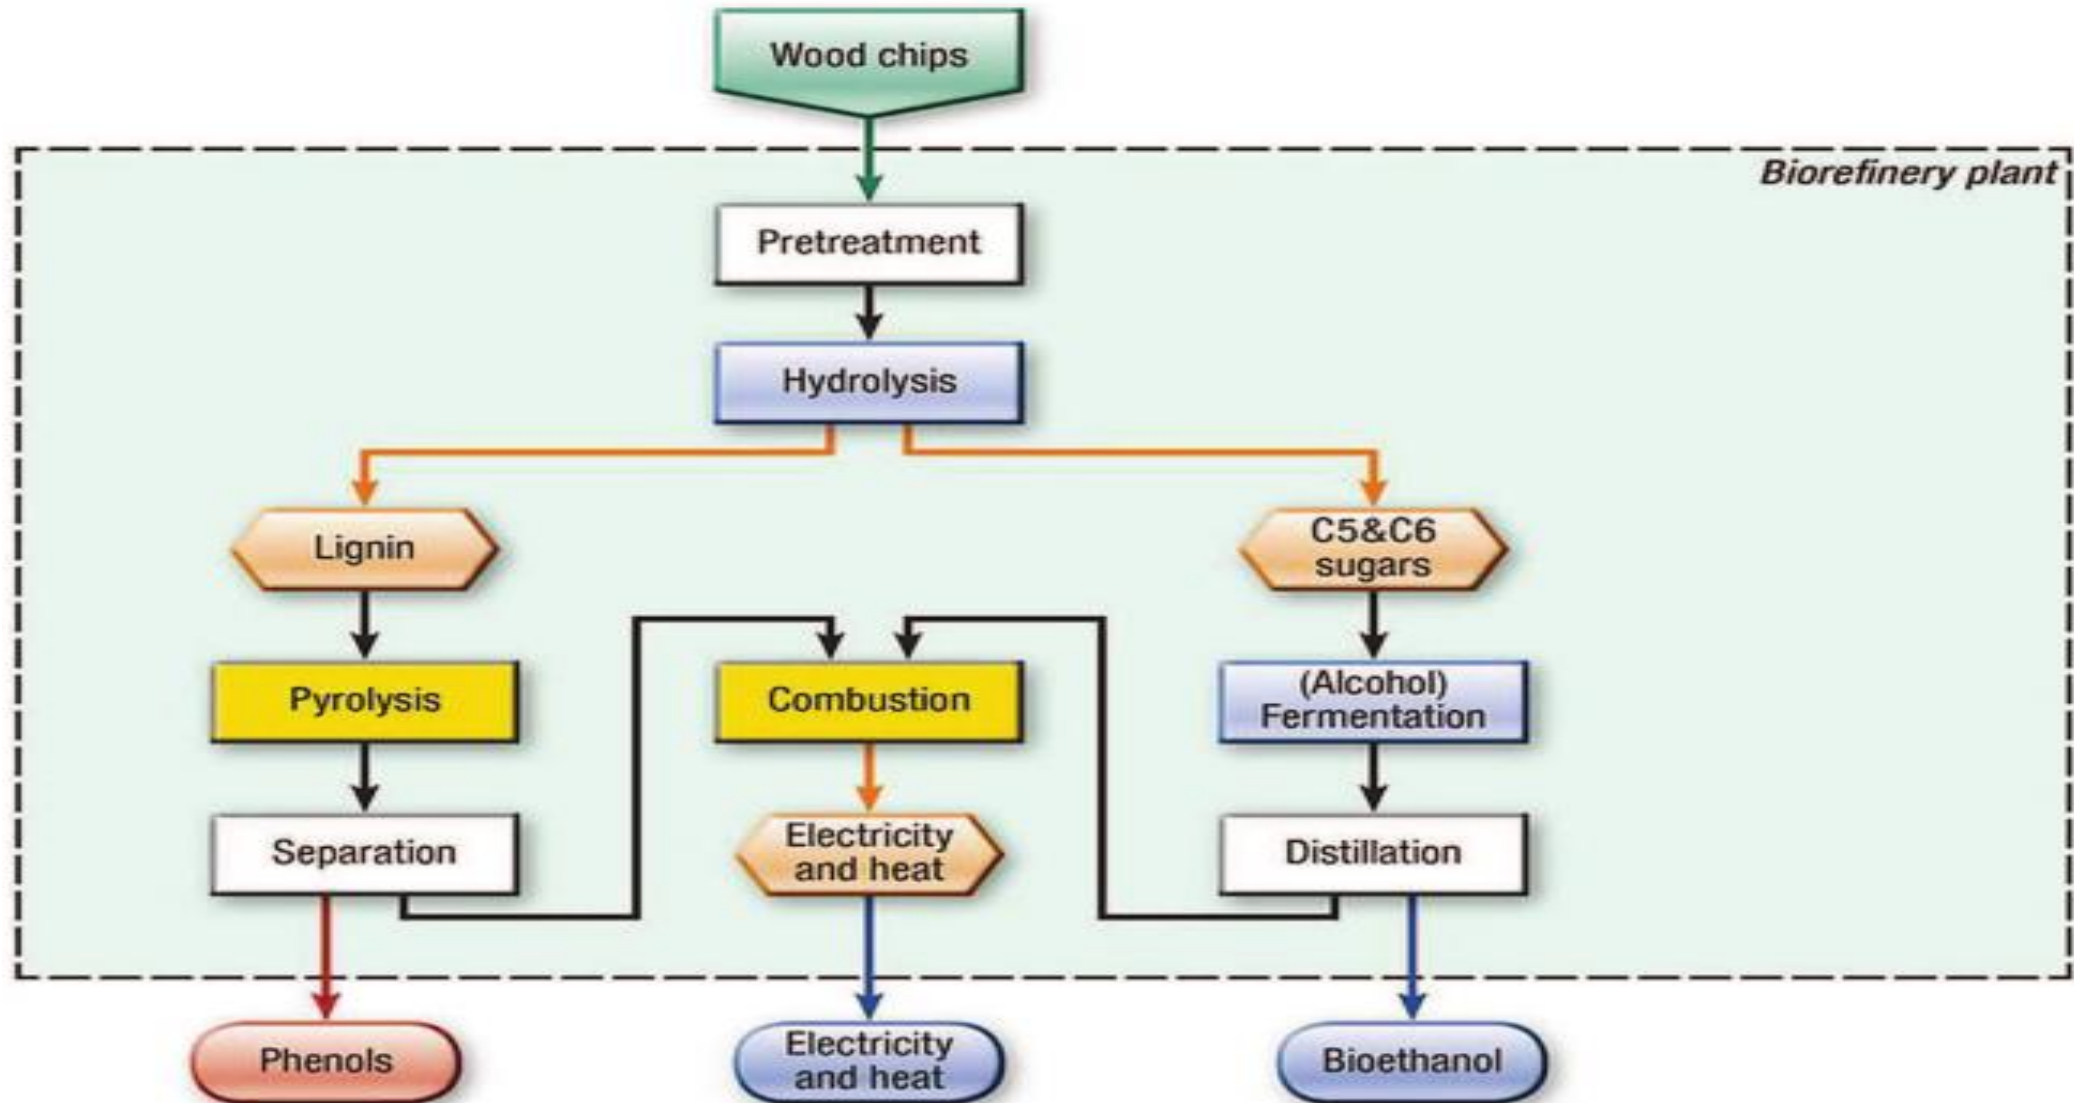 Wood chips
Biorefinery plant
Pretreatment
Hydrolysis
Lignin
C5&C6
sugars
Pyrolysis
Combustion
(Alcohol)
Fermentation
Separation
Electricity
and heat
Distillation
Phenols
Electricity
and heat
Bioethanol